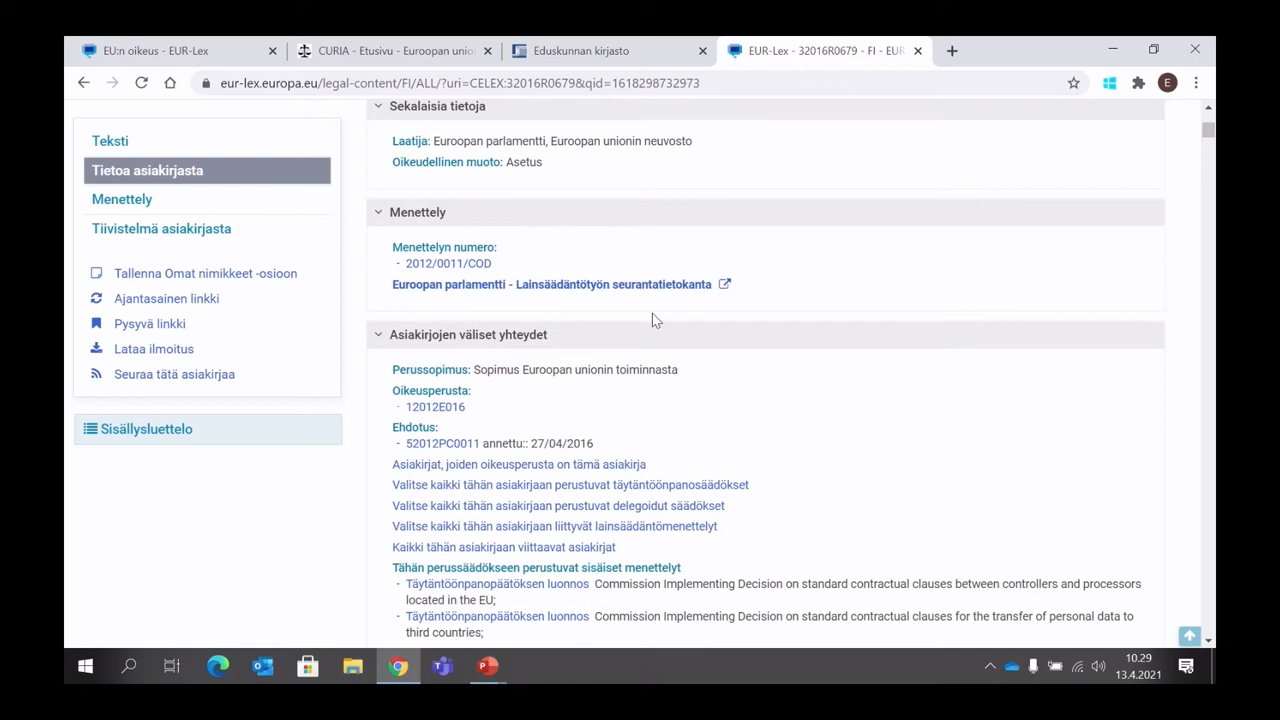 EU:n oikeus - EUR-Lex
CURIA - Etusivu - Euroopan unio
Eduskunnan kirjasto
EUR-Lex - 32016R0679 - FI - EUR
eur-lex.europa.eu/legal-content/FI/ALL/?uri=CELEX:32016R0679&qid=1618298732973
E
Teksti
Tietoa asiakirjasta
Menettely
Tiivistelmä asiakirjasta
Tallenna Omat nimikkeet -osioon
Ajantasainen linkki
Pysyvä linkki
Lataa ilmoitus
Seuraa tätä asiakirjaa
Sisällysluettelo
Sekalaisia tietoja
Laatija: Euroopan parlamentti, Euroopan unionin neuvosto
Oikeudellinen muoto: Asetus
Menettely
Menettelyn numero:
- 2012/0011/COD
Euroopan parlamentti - Lainsäädäntötyön seurantatietokanta
Asiakirjojen väliset yhteydet
Perussopimus: Sopimus Euroopan unionin toiminnasta
Oikeusperusta:
- 12012E016
Ehdotus:
- 52012PC0011 annettu:: 27/04/2016
Asiakirjat, joiden oikeusperusta on tämä asiakirja
Valitse kaikki tähän asiakirjaan perustuvat täytäntöönpanosäädökset
Valitse kaikki tähän asiakirjaan perustuvat delegoidut säädökset
Valitse kaikki tähän asiakirjaan liittyvät lainsäädäntömenettelyt
Kaikki tähän asiakirjaan viittaavat asiakirjat
Tähän perussäädökseen perustuvat sisäiset menettelyt
- Täytäntöönpanopäätöksen luonnos Commission Implementing Decision on standard contractual clauses between controllers and processors
located in the EU;
- Täytäntöönpanopäätöksen luonnos Commission Implementing Decision on standard contractual clauses for the transfer of personal data to
third countries;
10.29
13.4.2021